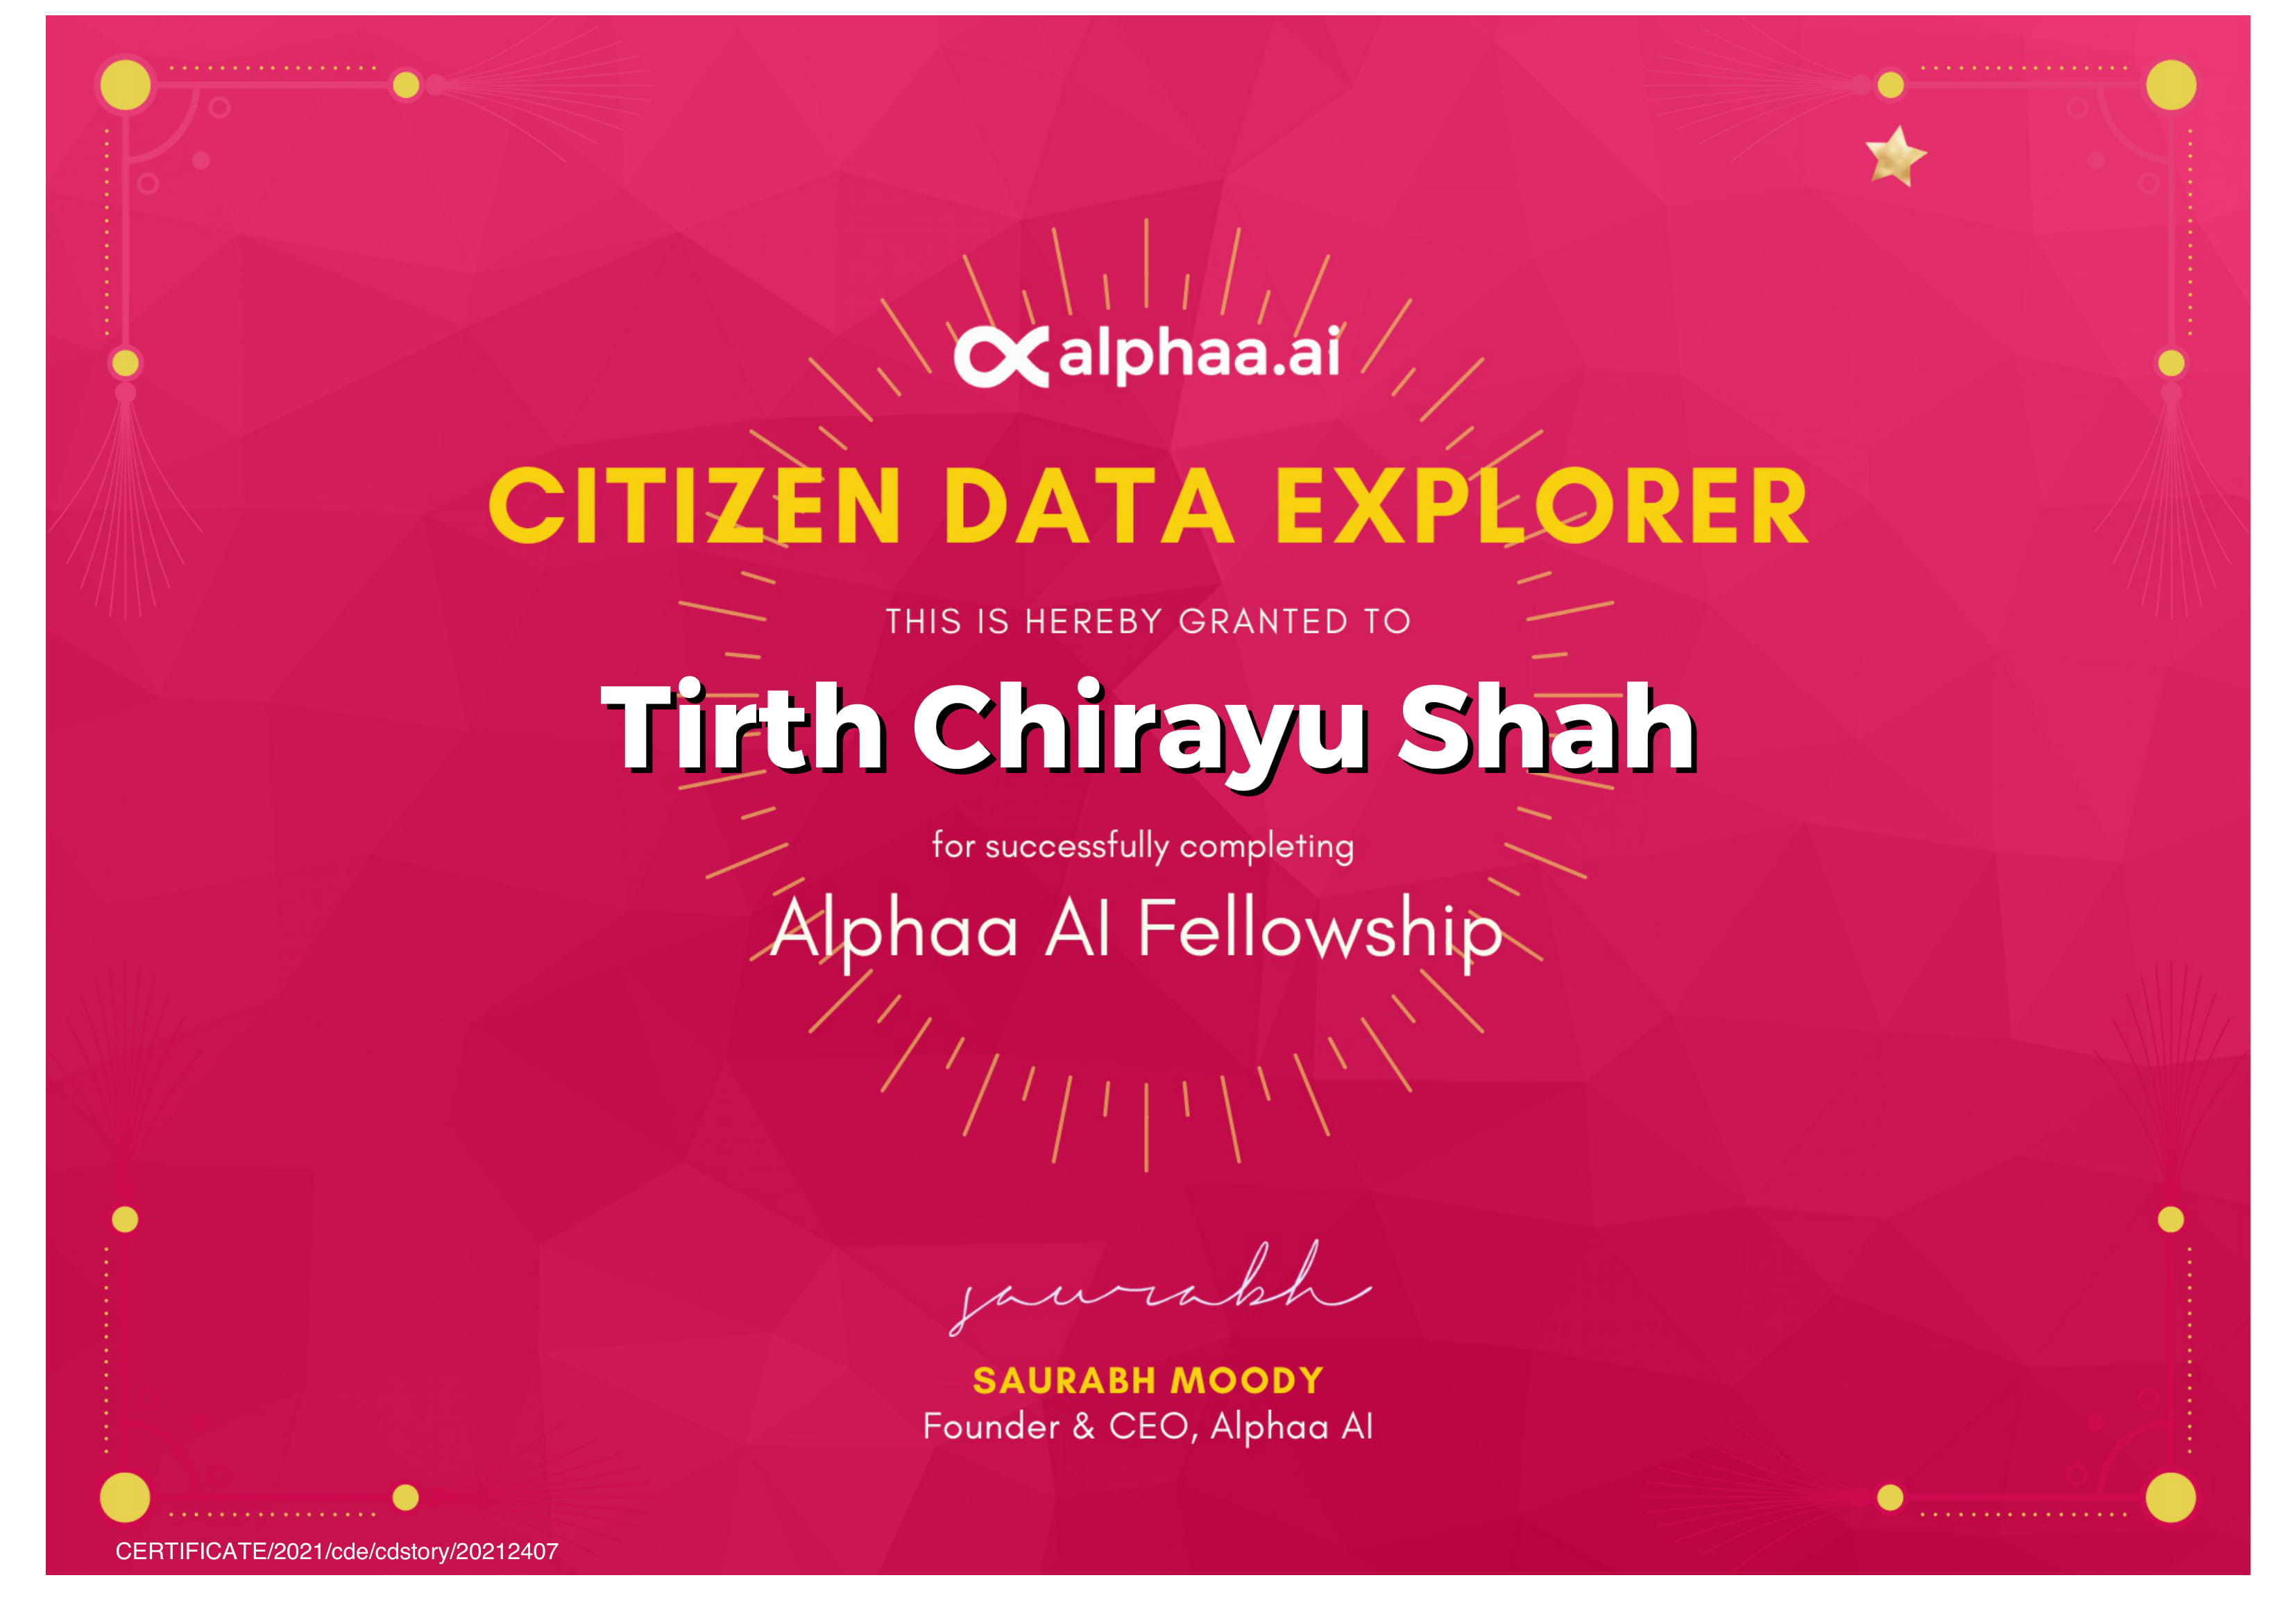 alphaa.ai
CITIZEN DATA EXPLORER
THIS IS HEREBY GRANTED TO
Tirth Chirayu Shah
for successfully completing
Alphaa AI Fellowship
saurabh
SAURABH MOODY
Founder & CEO, Alphaa AI
CERTIFICATE/2021/cde/cdstory/20212407